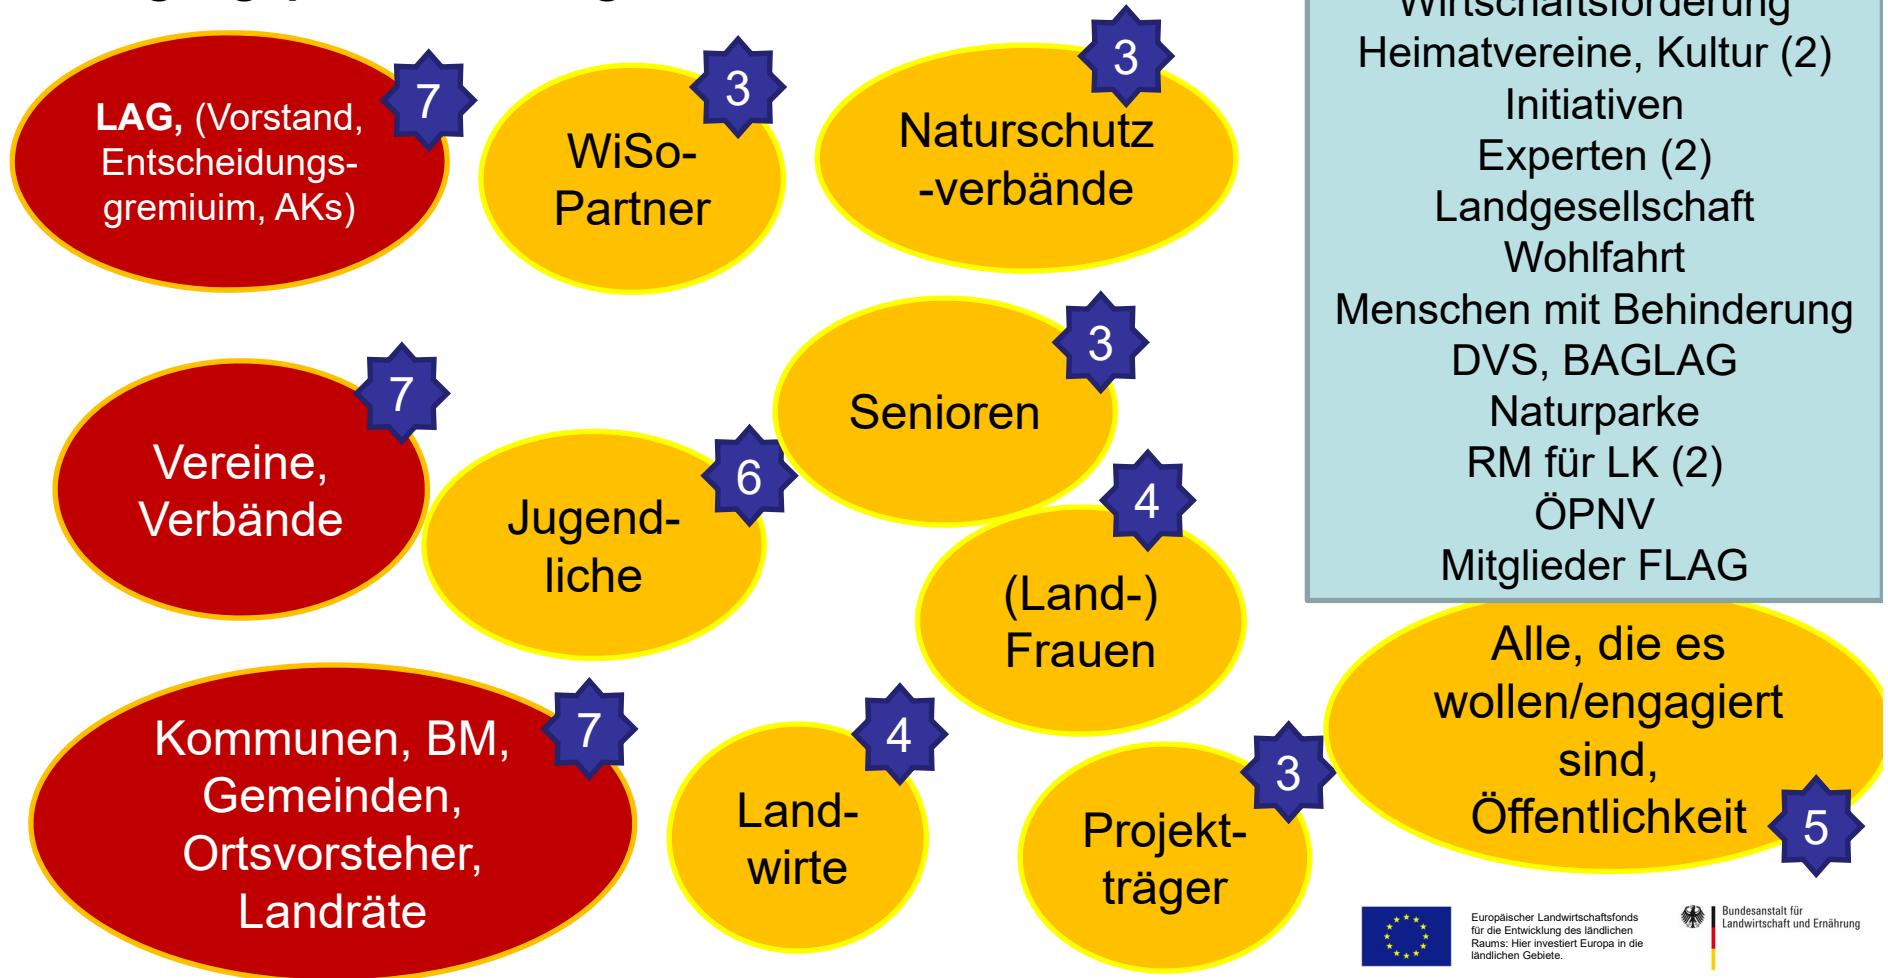 Wirtschaftsförderung
Heimatvereine, Kultur (2)
Initiativen
Experten (2)
Landgesellschaft
Wohlfahrt
Menschen mit Behinderung
DVS, BAGLAG
Naturparke
RM für LK (2)
ÖPNV
Mitglieder FLAG
7
LAG, (Vorstand,
Entscheidungs-
gremiuim, AKs)
3
WiSo-
Partner
3
Naturschutz
-verbände
7
Vereine,
Verbände
6
Jugend-
liche
3
Senioren
4
(Land-)
Frauen
7
Kommunen, BM,
Gemeinden,
Ortsvorsteher,
Landräte
4
Land-
wirte
3
Projekt-
träger
Alle, die es
wollen/engagiert
sind,
Öffentlichkeit
5
Europäischer Landwirtschaftsfonds
für die Entwicklung des ländlichen
Raums: Hier investiert Europa in die
ländlichen Gebiete.
Bundesanstalt für
Landwirtschaft und Ernährung